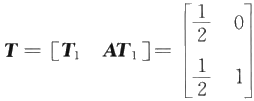 T = [T₁  AT₁] = [1/2  0; 1/2  1]